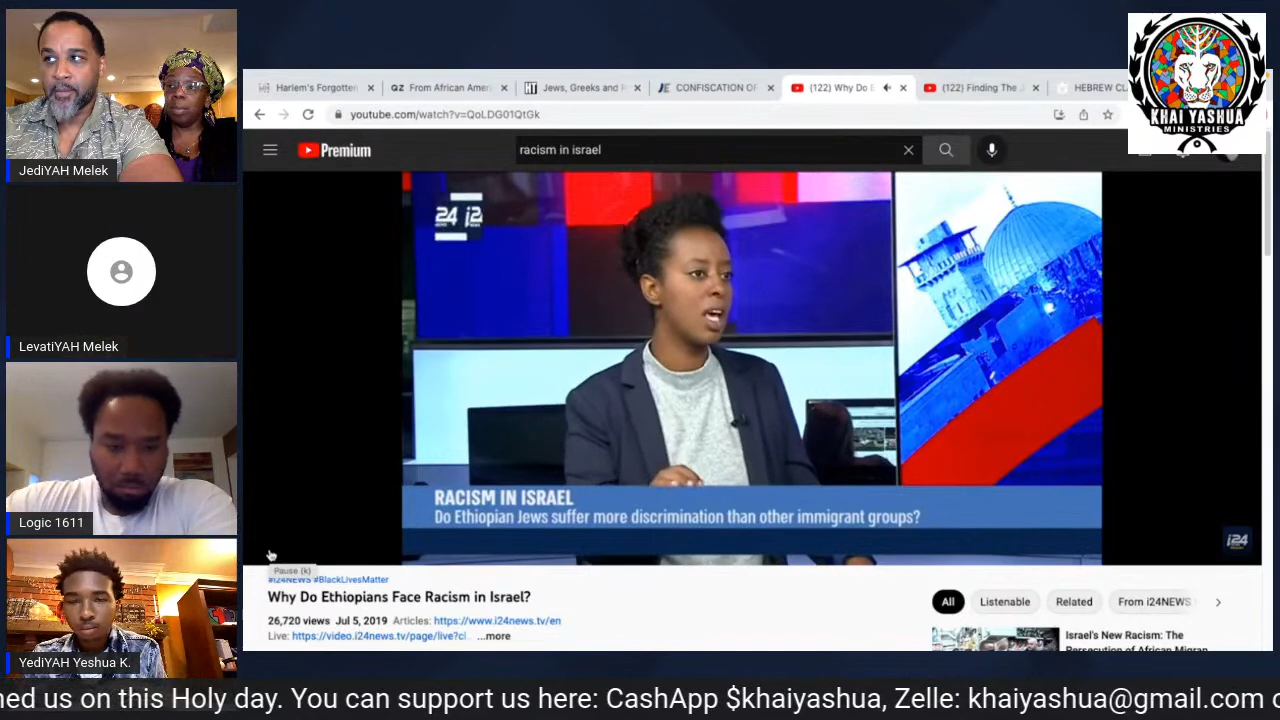 JediYAH Melek
LevatiYAH Melek
Logic 1611
YediYAH Yeshua K.
Harlem's Forgotten
From African Amer
Jews, Greeks and
CONFISCATION OF
(122) Why Do E
(122) Finding The
HEBREW
youtube.com/watch?v=QoLDG01QtGk
Premium
racism in israel
KHAI YASHUA
MINISTRIES
24 i2
RACISM IN ISRAEL
Do Ethiopian Jews suffer more discrimination than other immigrant groups?
i24
Pause (k)
#i24NEWS #BlackLivesMatter
Why Do Ethiopians Face Racism in Israel?
26,720 views Jul 5, 2019 Articles: https://www.i24news.tv/en
Live: https://video.i24news.tv/page/live?cl ...more
All Listenable Related From i24NEWS
Israel's New Racism: The
Persecution of African Migran
ned us on this Holy day. You can support us here: CashApp $khaiyashua, Zelle: khaiyashua@gmail.com